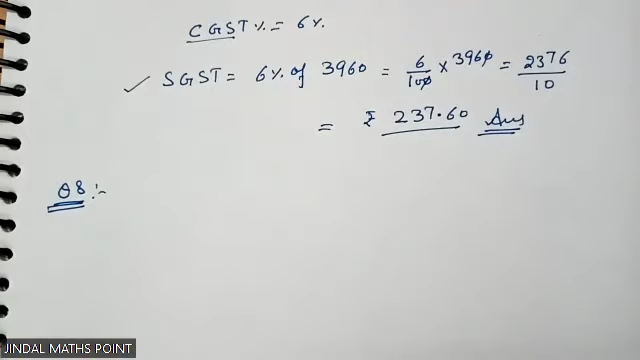 CGST % = 6%
✓ SGST = 6% of 3960 = 6/100 × 3960 = 2376/10
= ₹ 237.60 Ans
Q8:-
JINDAL MATHS POINT